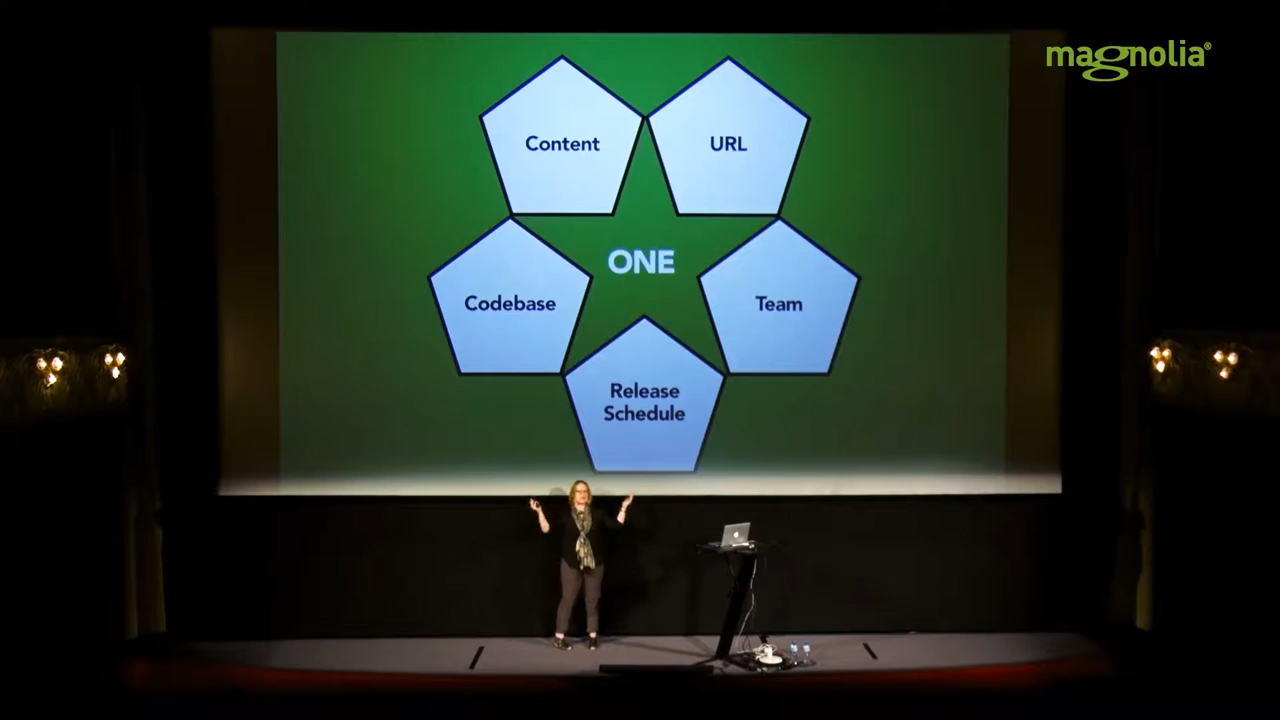 magnolia®
Content
URL
ONE
Codebase
Team
Release
Schedule